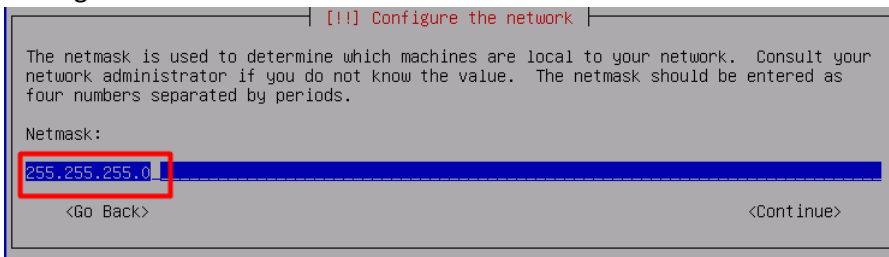 [!!] Configure the network
The netmask is used to determine which machines are local to your network.  Consult your
network administrator if you do not know the value.  The netmask should be entered as
four numbers separated by periods.
Netmask:
255.255.255.0
<Go Back> <Continue>